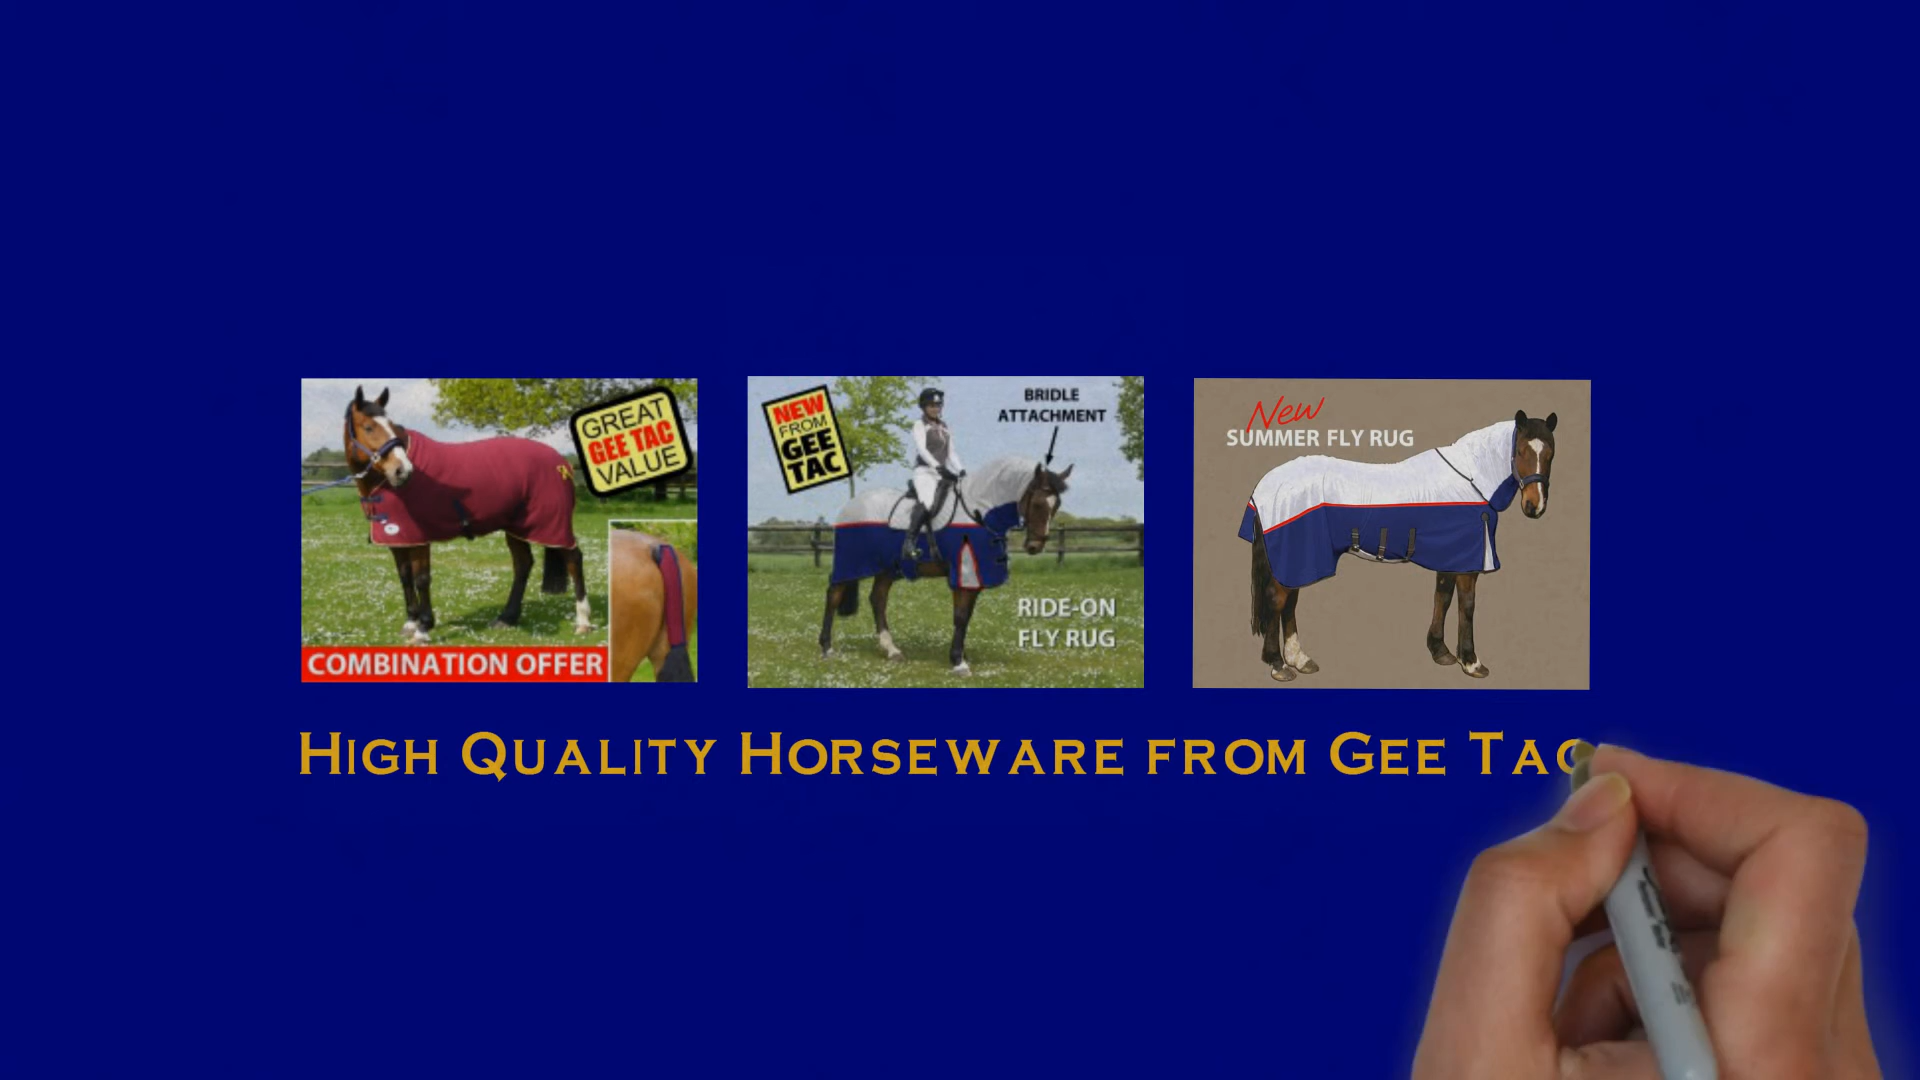 GREAT
GEE TAC
VALUE
COMBINATION OFFER
NEW
FROM
GEE
TAC
BRIDLE
ATTACHMENT
RIDE-ON
FLY RUG
New
SUMMER FLY RUG
HIGH QUALITY HORSEWARE FROM GEE TAC